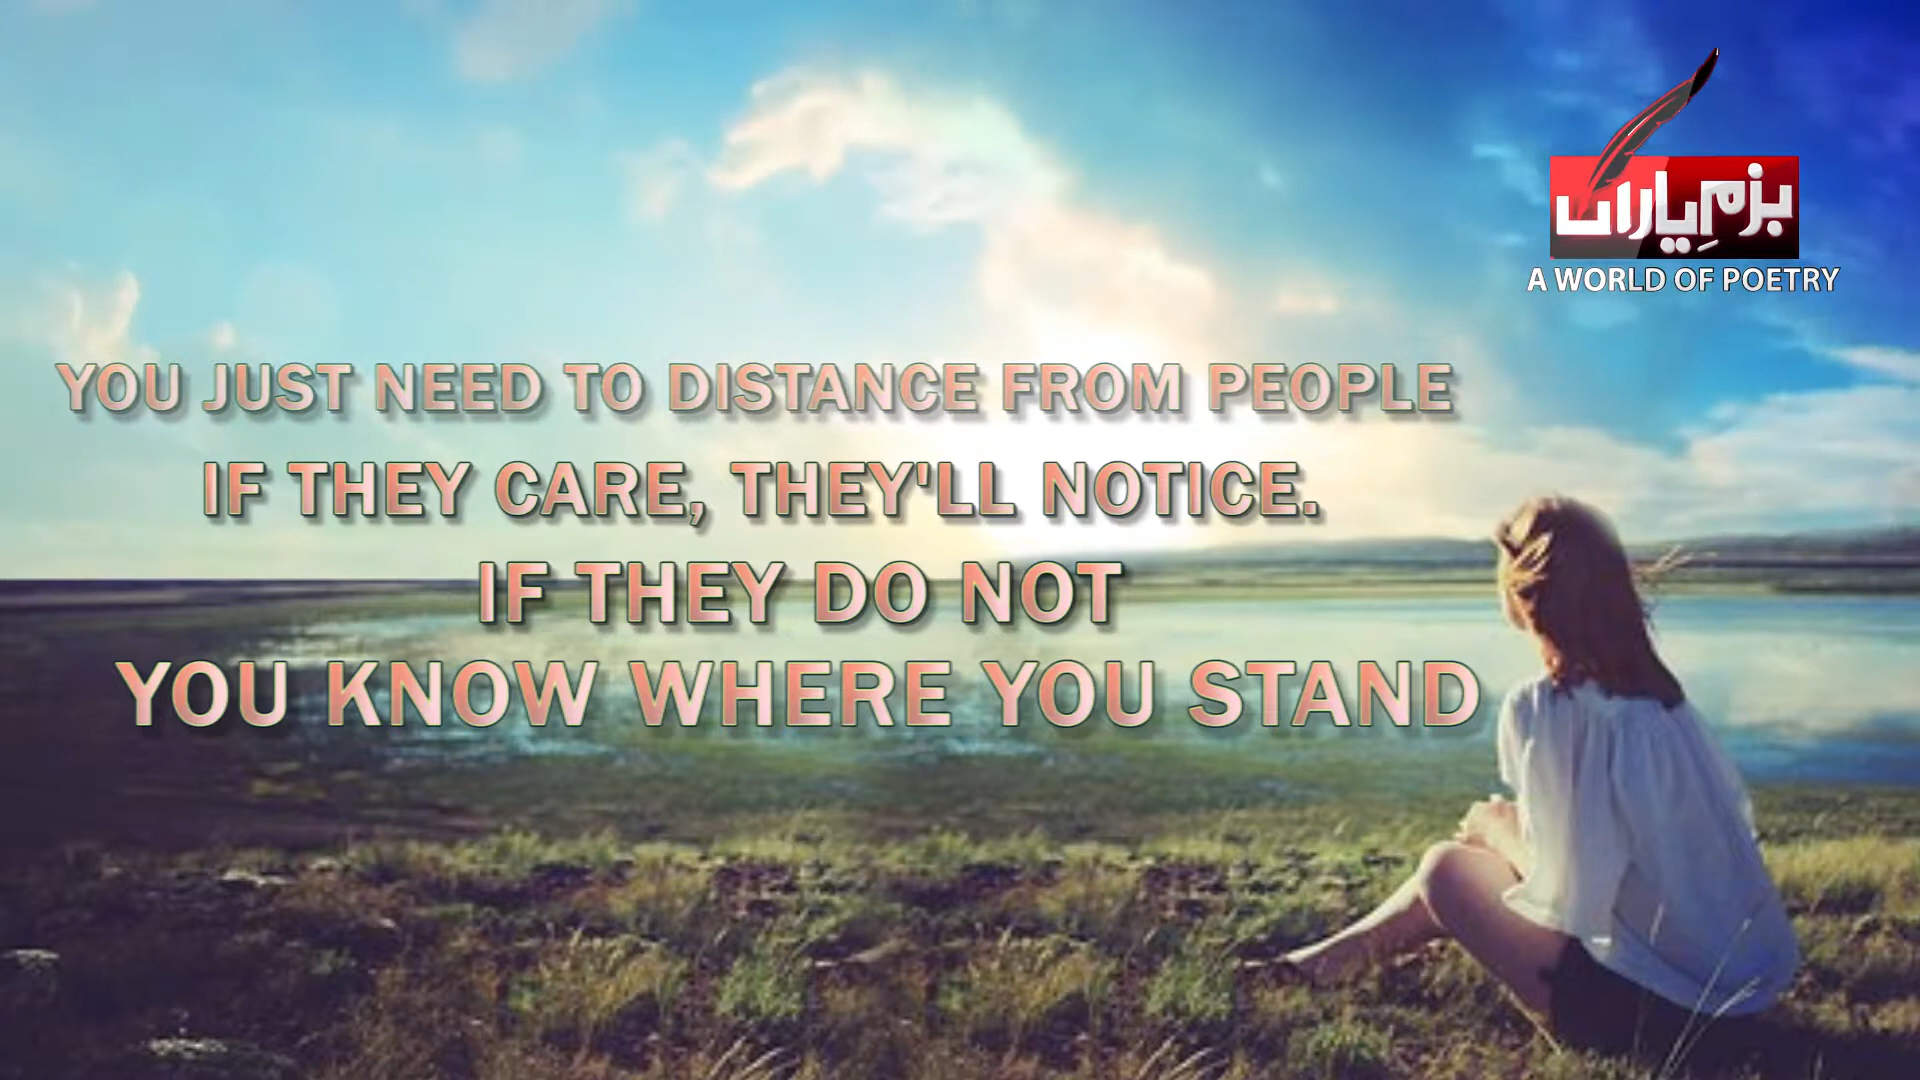 بزمِ یاراں
A WORLD OF POETRY
YOU JUST NEED TO DISTANCE FROM PEOPLE
IF THEY CARE, THEY'LL NOTICE.
IF THEY DO NOT
YOU KNOW WHERE YOU STAND